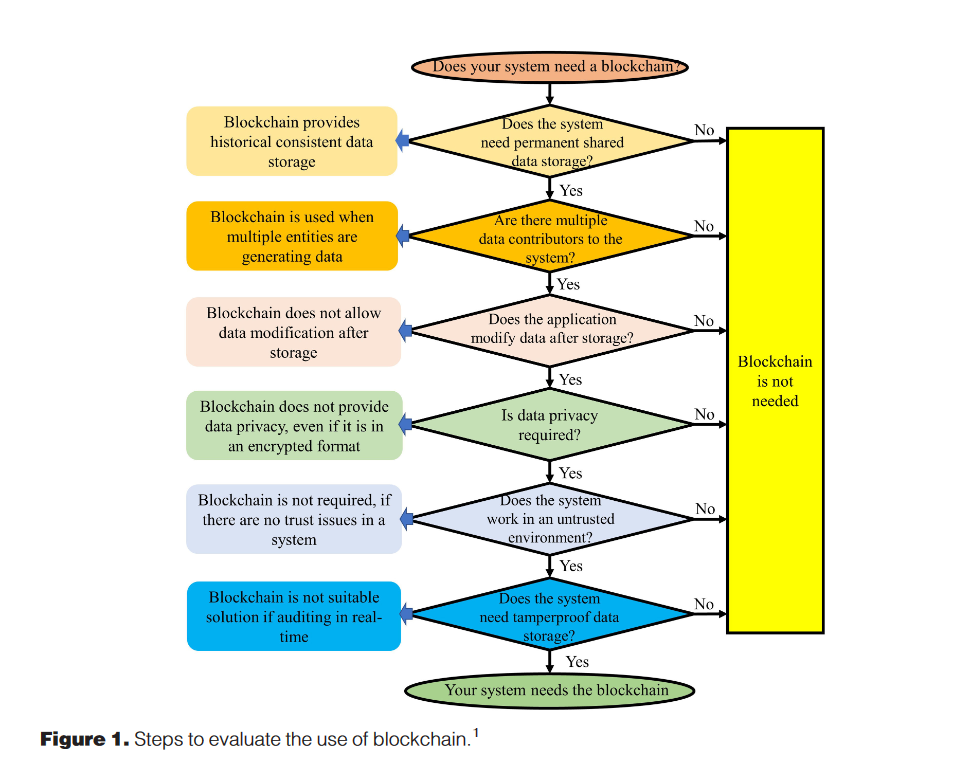 Does your system need a blockchain?
Blockchain provides
historical consistent data
storage
Does the system
need permanent shared
data storage?
No
Yes
Blockchain is used when
multiple entities are
generating data
Are there multiple
data contributors to the
system?
No
Yes
Blockchain does not allow
data modification after
storage
Does the application
modify data after storage?
No
Yes
Blockchain
is not
needed
Blockchain does not provide
data privacy, even if it is in
an encrypted format
Is data privacy
required?
No
Yes
Blockchain is not required, if
there are no trust issues in a
system
Does the system
work in an untrusted
environment?
No
Yes
Blockchain is not suitable
solution if auditing in real-
time
Does the system
need tamperproof data
storage?
No
Yes
Your system needs the blockchain
Figure 1. Steps to evaluate the use of blockchain.1